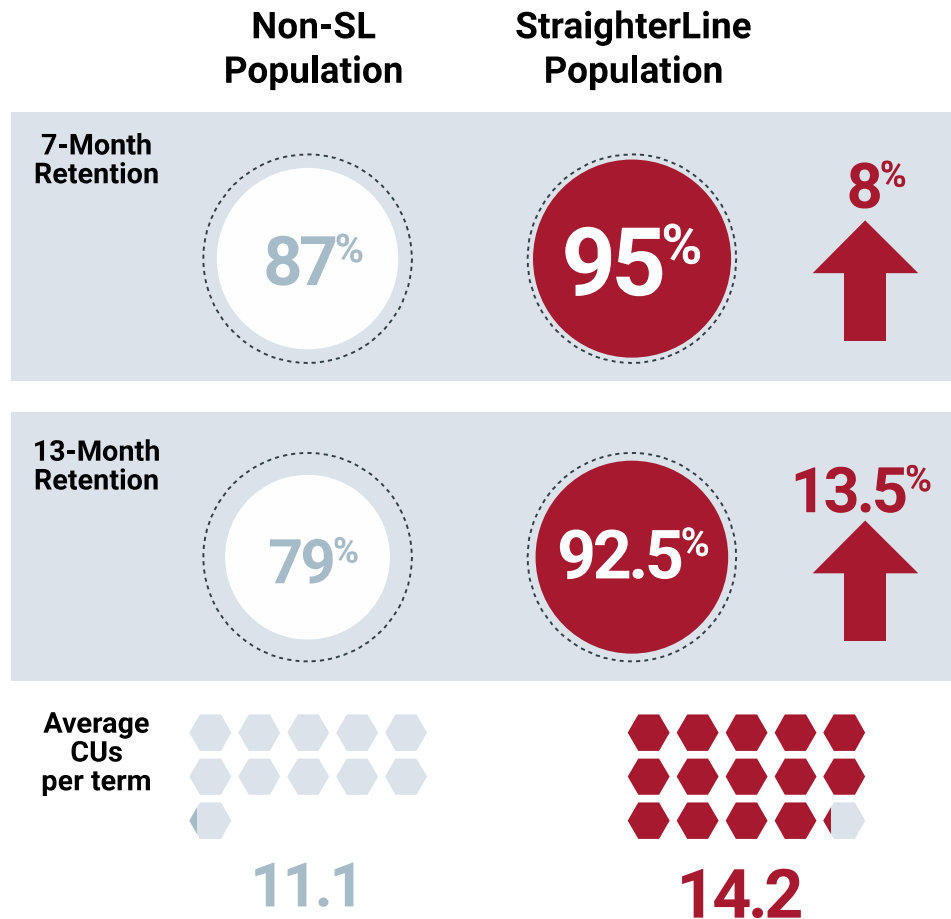 Non-SL
Population
StraighterLine
Population
7-Month
Retention
87%
95%
8%
13-Month
Retention
79%
92.5%
13.5%
Average
CUs
per term
11.1
14.2